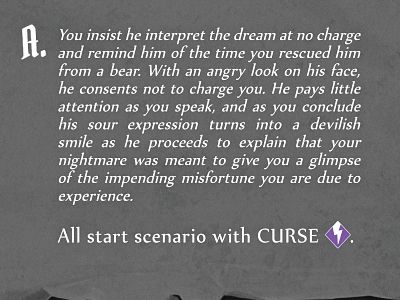 A. You insist he interpret the dream at no charge
and remind him of the time you rescued him
from a bear. With an angry look on his face,
he consents not to charge you. He pays little
attention as you speak, and as you conclude
his sour expression turns into a devilish
smile as he proceeds to explain that your
nightmare was meant to give you a glimpse
of the impending misfortune you are due to
experience.
All start scenario with CURSE .